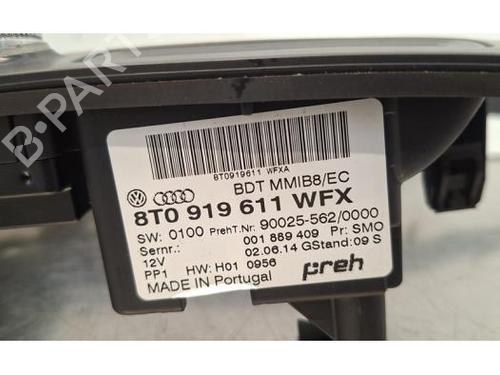 B-PARTS
8T0919611 WFXA
BDT MMIB8/EC
8T0 919 611 WFX
SW: 0100 PrehT.Nr: 90025-562/0000
Sernr.: 001 889 409 Pr: SMO
12V 02.06.14 GStand: 09 S
PP1 HW: H01 0956
MADE IN Portugal preh